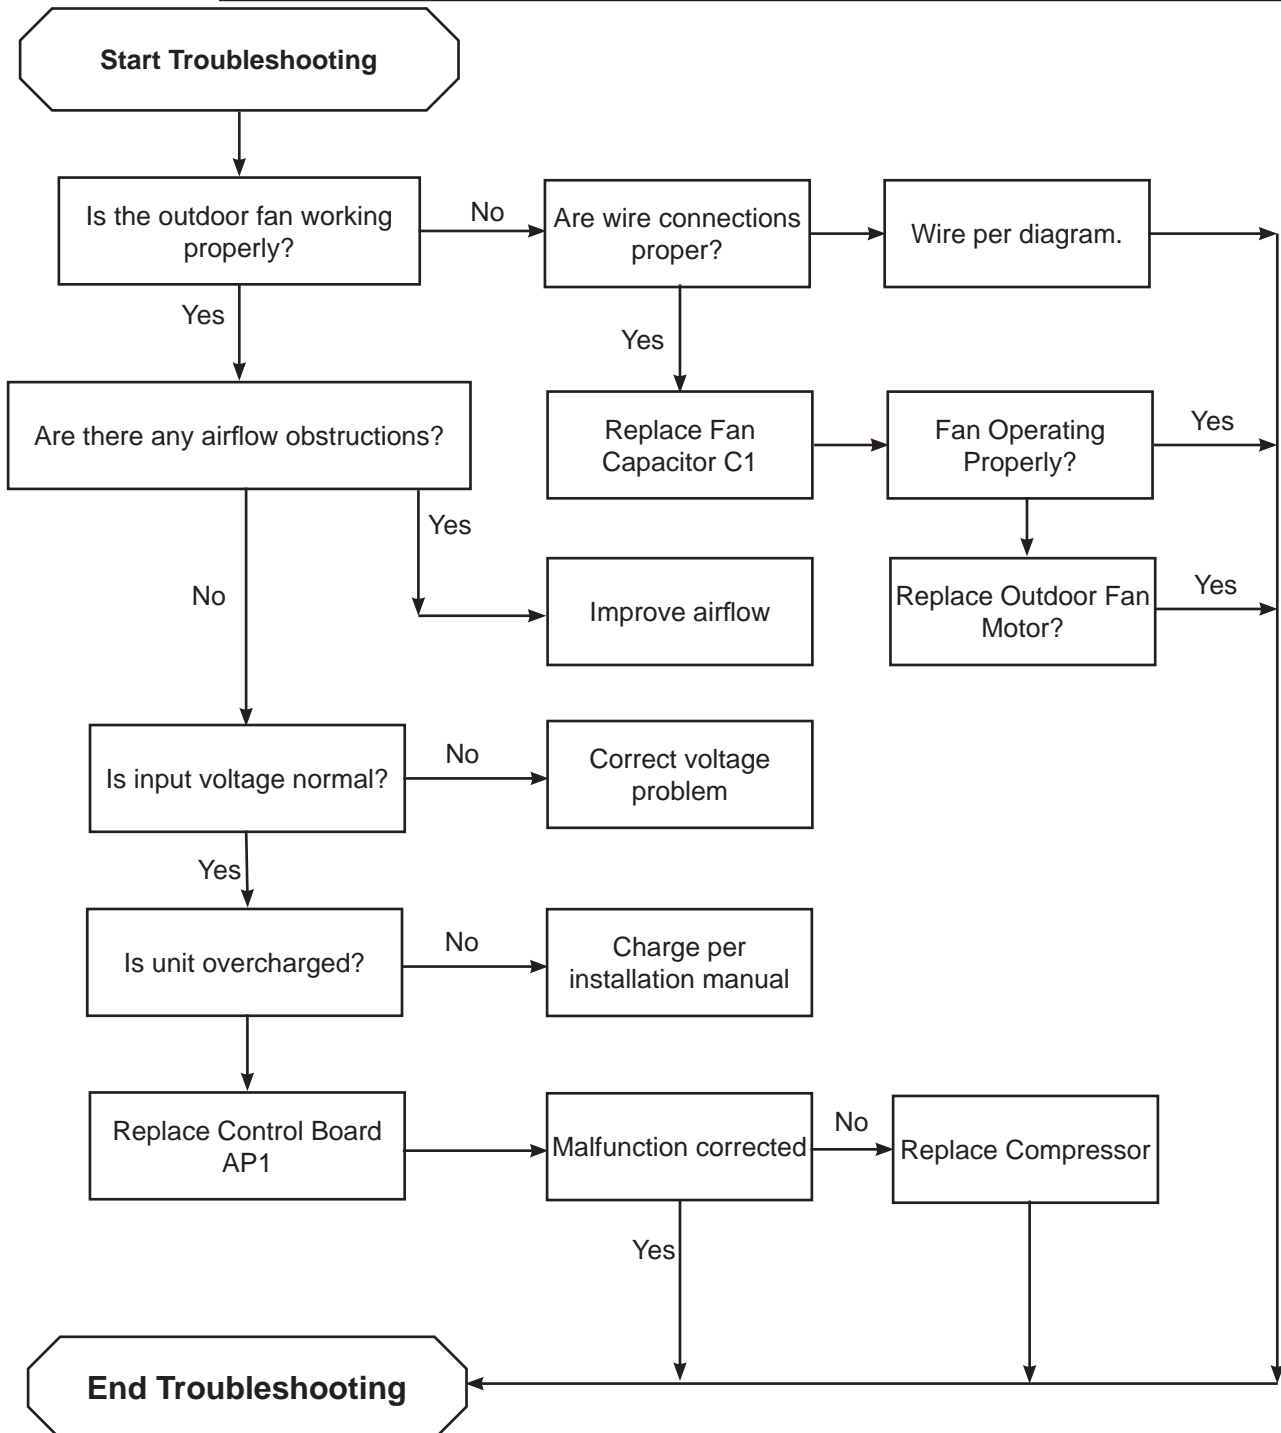 Start Troubleshooting
Is the outdoor fan working
properly?
No
Are wire connections
proper?
Wire per diagram.
Yes
Yes
Are there any airflow obstructions?
Replace Fan
Capacitor C1
Fan Operating
Properly?
Yes
Yes
No
Improve airflow
Replace Outdoor Fan
Motor?
Yes
Is input voltage normal?
No
Correct voltage
problem
Yes
Is unit overcharged?
No
Charge per
installation manual
Replace Control Board
AP1
Malfunction corrected
No
Replace Compressor
Yes
End Troubleshooting